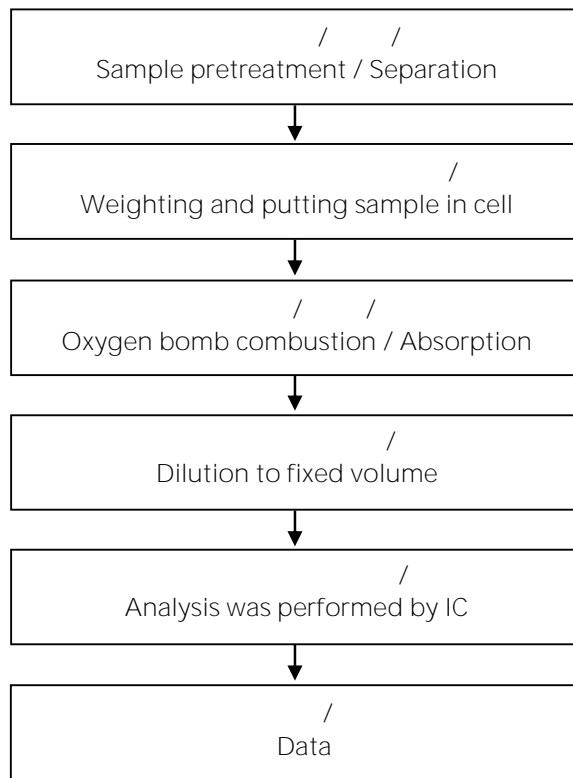 / /
Sample pretreatment / Separation
/
Weighting and putting sample in cell
/ /
Oxygen bomb combustion / Absorption
/
Dilution to fixed volume
/
Analysis was performed by IC
/
Data